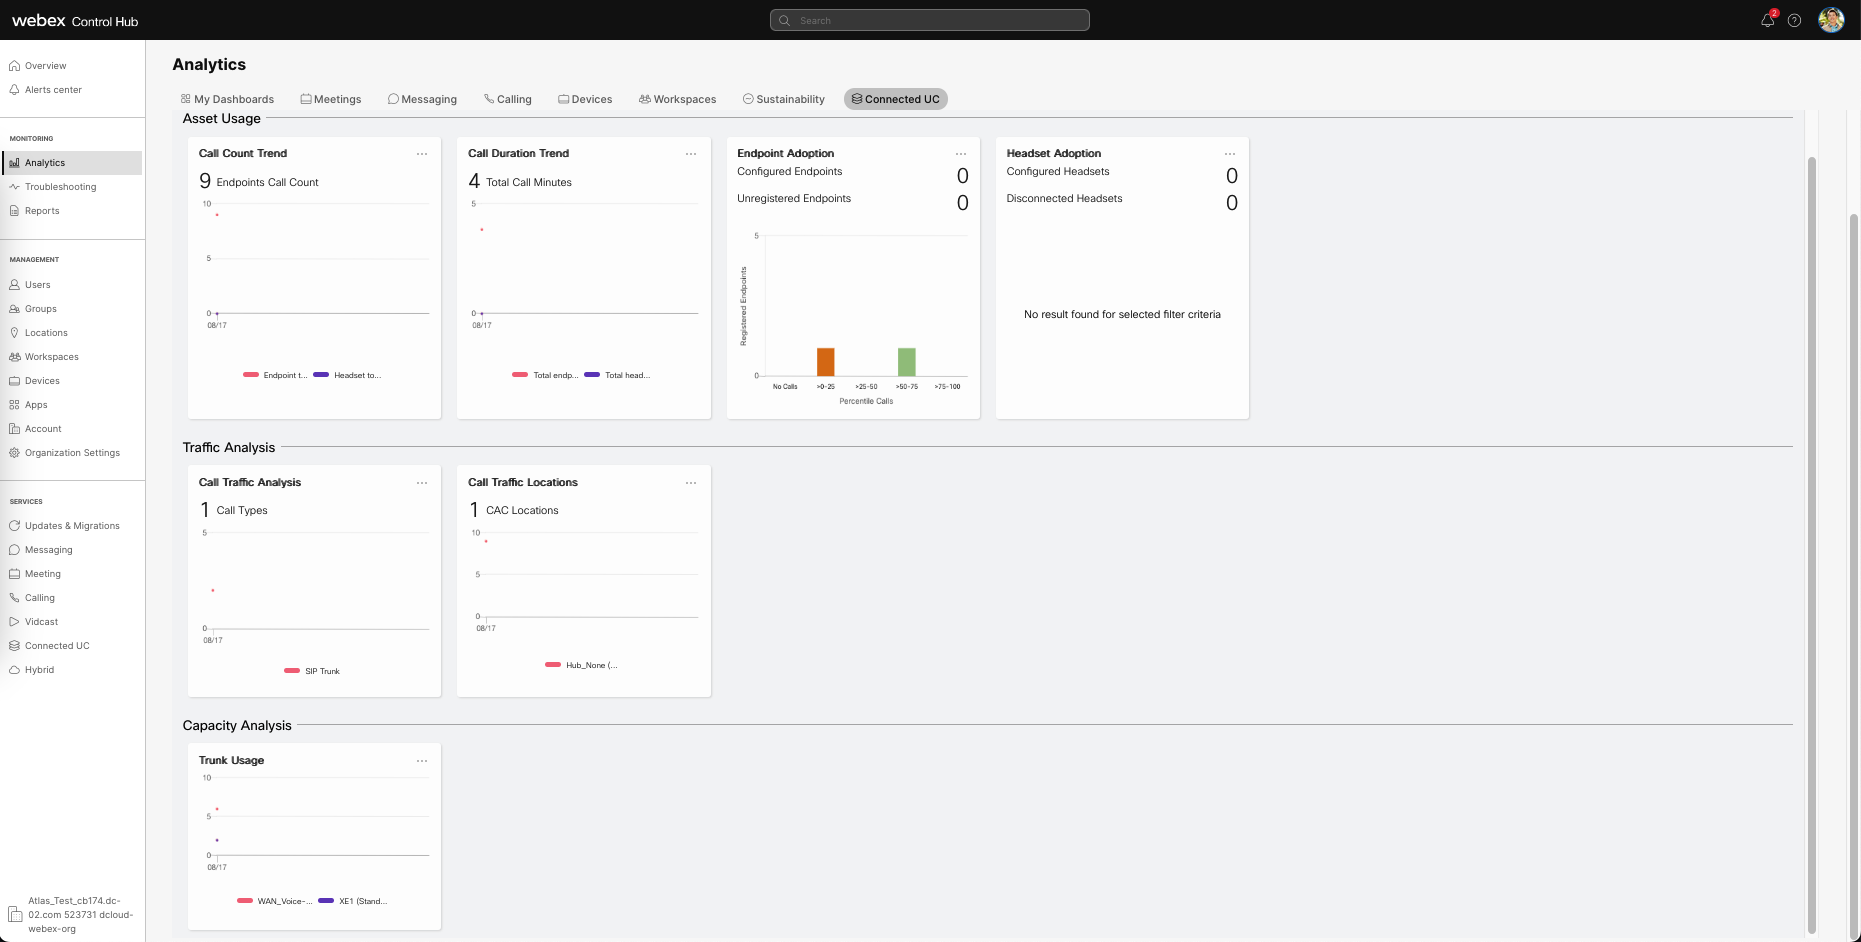 webex Control Hub
Search
2
Overview
Alerts center
MONITORING
Analytics
Troubleshooting
Reports
MANAGEMENT
Users
Groups
Locations
Workspaces
Devices
Apps
Account
Organization Settings
SERVICES
Updates & Migrations
Messaging
Meeting
Calling
Vidcast
Connected UC
Hybrid
Atlas_Test_cb174.dc-
02.com 523731 dcloud-
webex-org
Analytics
My Dashboards Meetings Messaging Calling Devices Workspaces Sustainability Connected UC
Asset Usage
Call Count Trend
9 Endpoints Call Count
10
5
0
08/17
Endpoint t... Headset to...
Call Duration Trend
4 Total Call Minutes
5
0
08/17
Total endp... Total head...
Endpoint Adoption
Configured Endpoints 0
Unregistered Endpoints 0
5
Registered Endpoints
0
No Calls >0-25 >25-50 >50-75 >75-100
Percentile Calls
Headset Adoption
Configured Headsets 0
Disconnected Headsets 0
No result found for selected filter criteria
Traffic Analysis
Call Traffic Analysis
1 Call Types
5
0
08/17
SIP Trunk
Call Traffic Locations
1 CAC Locations
10
5
0
08/17
Hub_None (...
Capacity Analysis
Trunk Usage
10
5
0
08/17
WAN_Voice-... XE1 (Stand...